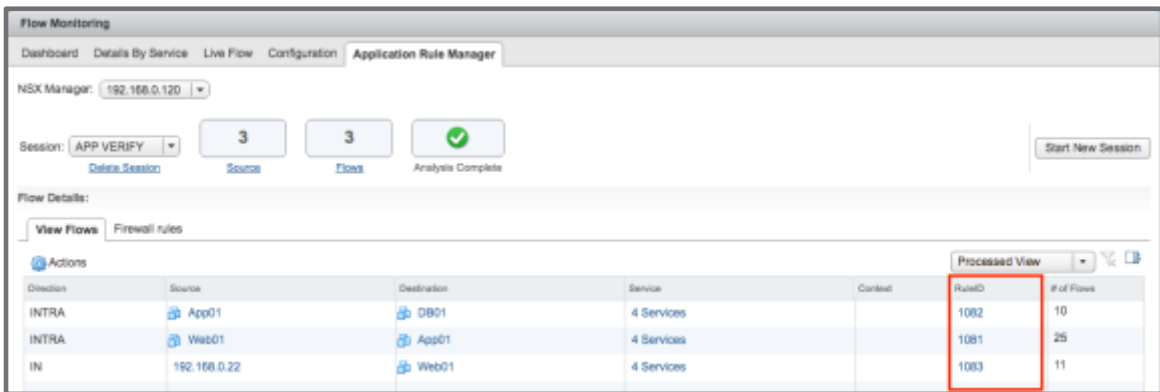 Flow Monitoring
Dashboard Details By Service Live Flow Configuration Application Rule Manager
NSX Manager: 192.168.0.120
3 3
Session: APP VERIFY Start New Session
Delete Session Source Flows Analysis Complete
Flow Details:
View Flows Firewall rules
Actions Processed View
Direction Source Destination Service Context RuleID # of Flows
INTRA App01 DB01 4 Services 1082 10
INTRA Web01 App01 4 Services 1081 25
IN 192.168.0.22 Web01 4 Services 1083 11